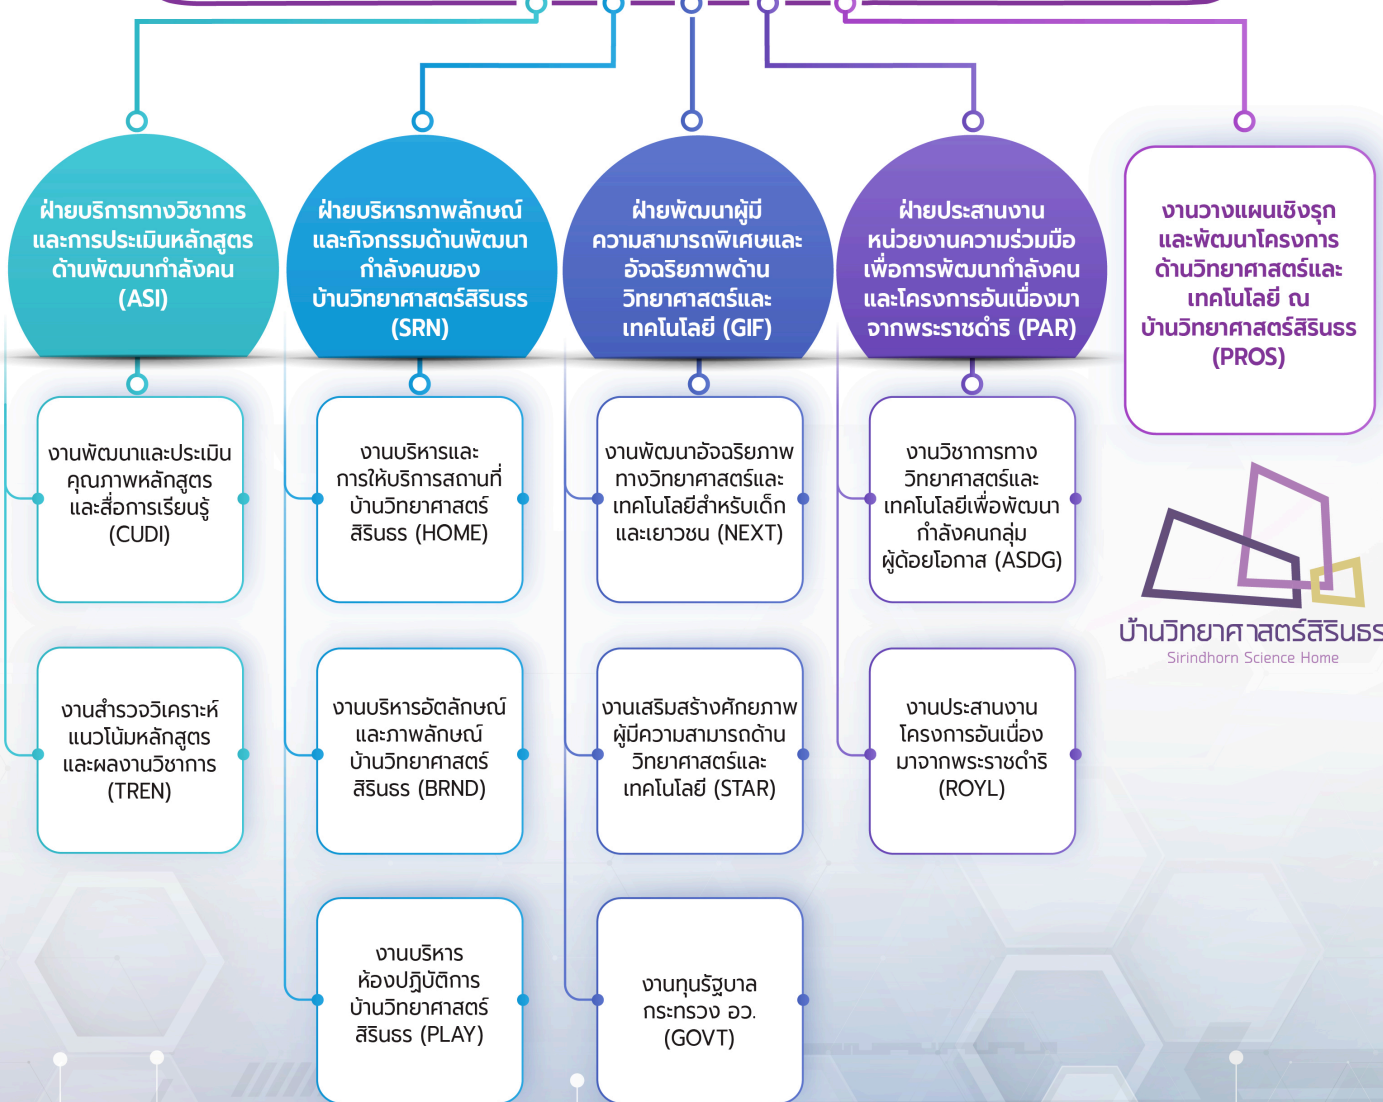 ฝ่ายบริการทางวิชาการ
และการประเมินหลักสูตร
ด้านพัฒนากำลังคน
(ASI)
ฝ่ายบริหารภาพลักษณ์
และกิจกรรมด้านพัฒนา
กำลังคนของ
บ้านวิทยาศาสตร์สิรินธร
(SRN)
ฝ่ายพัฒนาผู้มี
ความสามารถพิเศษและ
อัจฉริยภาพด้าน
วิทยาศาสตร์และ
เทคโนโลยี (GIF)
ฝ่ายประสานงาน
หน่วยงานความร่วมมือ
เพื่อการพัฒนากำลังคน
และโครงการอันเนื่องมา
จากพระราชดำริ (PAR)
งานวางแผนเชิงรุก
และพัฒนาโครงการ
ด้านวิทยาศาสตร์และ
เทคโนโลยี ณ
บ้านวิทยาศาสตร์สิรินธร
(PROS)
งานพัฒนาและประเมิน
คุณภาพหลักสูตร
และสื่อการเรียนรู้
(CUDI)
งานบริหารและ
การให้บริการสถานที่
บ้านวิทยาศาสตร์
สิรินธร (HOME)
งานพัฒนาอัจฉริยภาพ
ทางวิทยาศาสตร์และ
เทคโนโลยีสำหรับเด็ก
และเยาวชน (NEXT)
งานวิชาการทาง
วิทยาศาสตร์และ
เทคโนโลยีเพื่อพัฒนา
กำลังคนกลุ่ม
ผู้ด้อยโอกาส (ASDG)
บ้านวิทยาศาสตร์สิรินธร
Sirindhorn Science Home
งานสำรวจวิเคราะห์
แนวโน้มหลักสูตร
และผลงานวิชาการ
(TREN)
งานบริหารอัตลักษณ์
และภาพลักษณ์
บ้านวิทยาศาสตร์
สิรินธร (BRND)
งานเสริมสร้างศักยภาพ
ผู้มีความสามารถด้าน
วิทยาศาสตร์และ
เทคโนโลยี (STAR)
งานประสานงาน
โครงการอันเนื่อง
มาจากพระราชดำริ
(ROYL)
งานบริหาร
ห้องปฏิบัติการ
บ้านวิทยาศาสตร์
สิรินธร (PLAY)
งานทุนรัฐบาล
กระทรวง อว.
(GOVT)